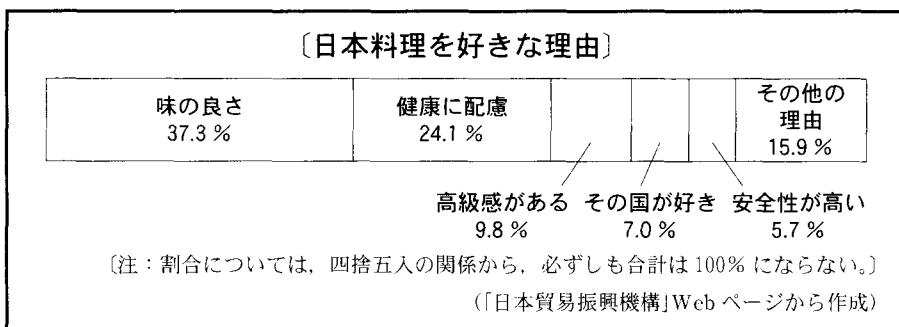 〔日本料理を好きな理由〕
味の良さ
37.3 %
健康に配慮
24.1 %
その他の
理由
15.9 %
高級感がある
9.8 %
その国が好き
7.0 %
安全性が高い
5.7 %
〔注：割合については，四捨五入の関係から，必ずしも合計は100% にならない。〕
(「日本貿易振興機構」Web ページから作成)